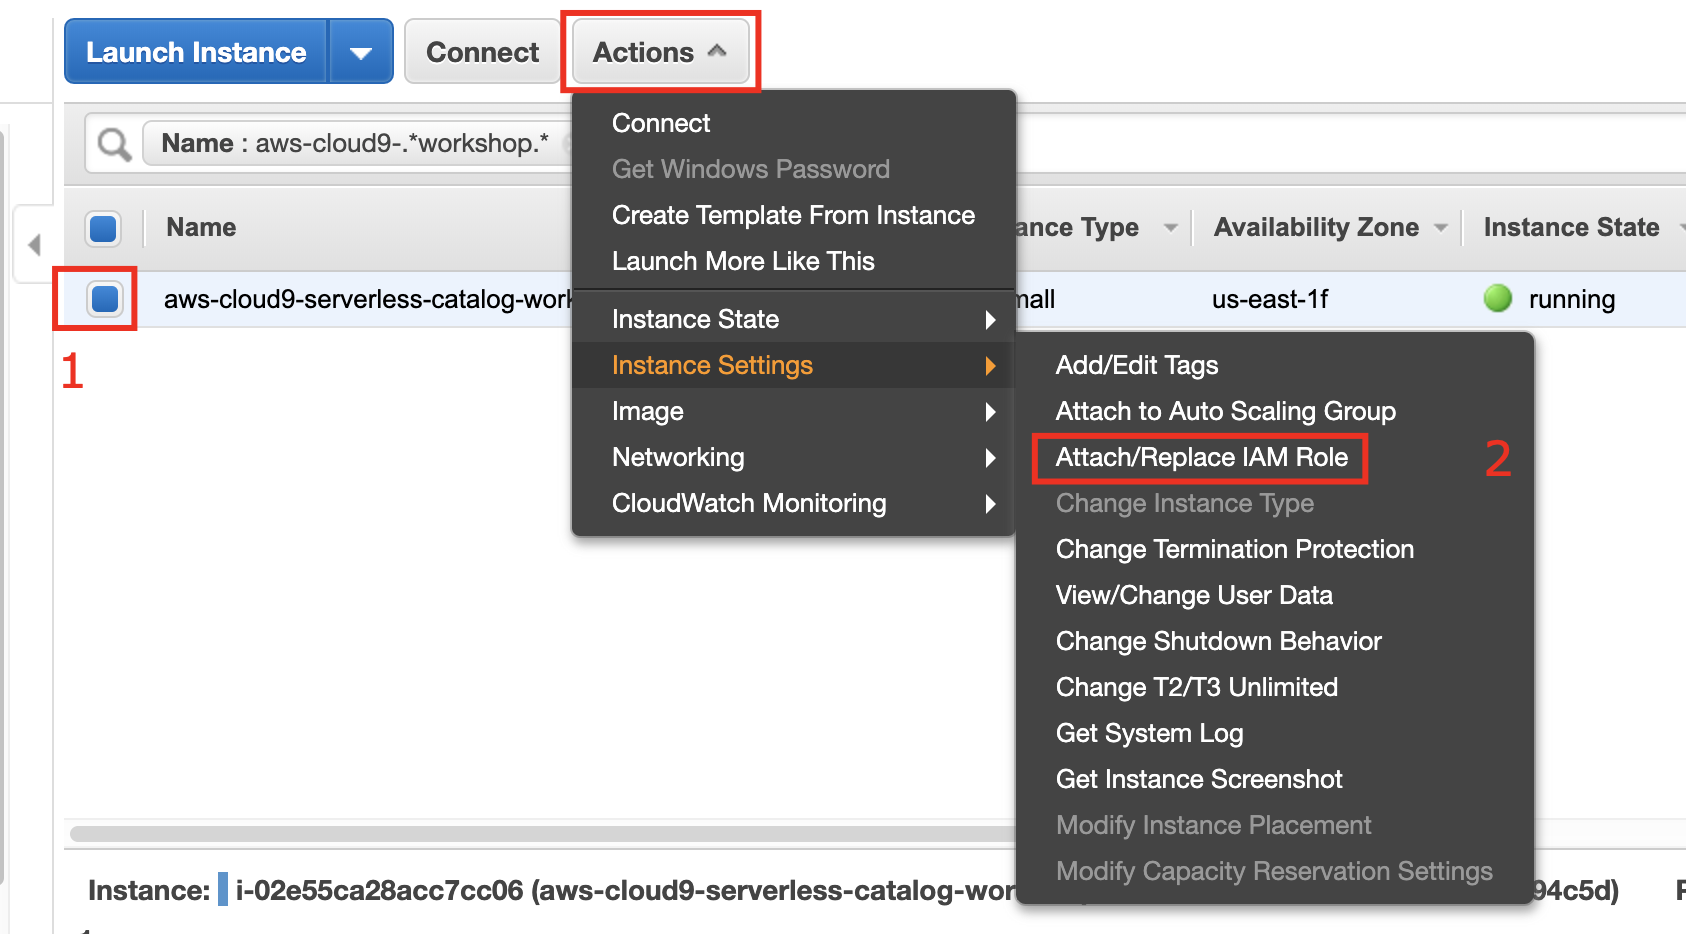 Launch Instance
Connect
Actions
Name : aws-cloud9-.*workshop.*
Connect
Get Windows Password
Create Template From Instance
Launch More Like This
Instance State
Instance Settings
Image
Networking
CloudWatch Monitoring
Name
ance Type
Availability Zone
Instance State
aws-cloud9-serverless-catalog-work
mall
us-east-1f
running
1
Add/Edit Tags
Attach to Auto Scaling Group
Attach/Replace IAM Role
2
Change Instance Type
Change Termination Protection
View/Change User Data
Change Shutdown Behavior
Change T2/T3 Unlimited
Get System Log
Get Instance Screenshot
Modify Instance Placement
Modify Capacity Reservation Settings
Instance: i-02e55ca28acc7cc06 (aws-cloud9-serverless-catalog-wor 94c5d)